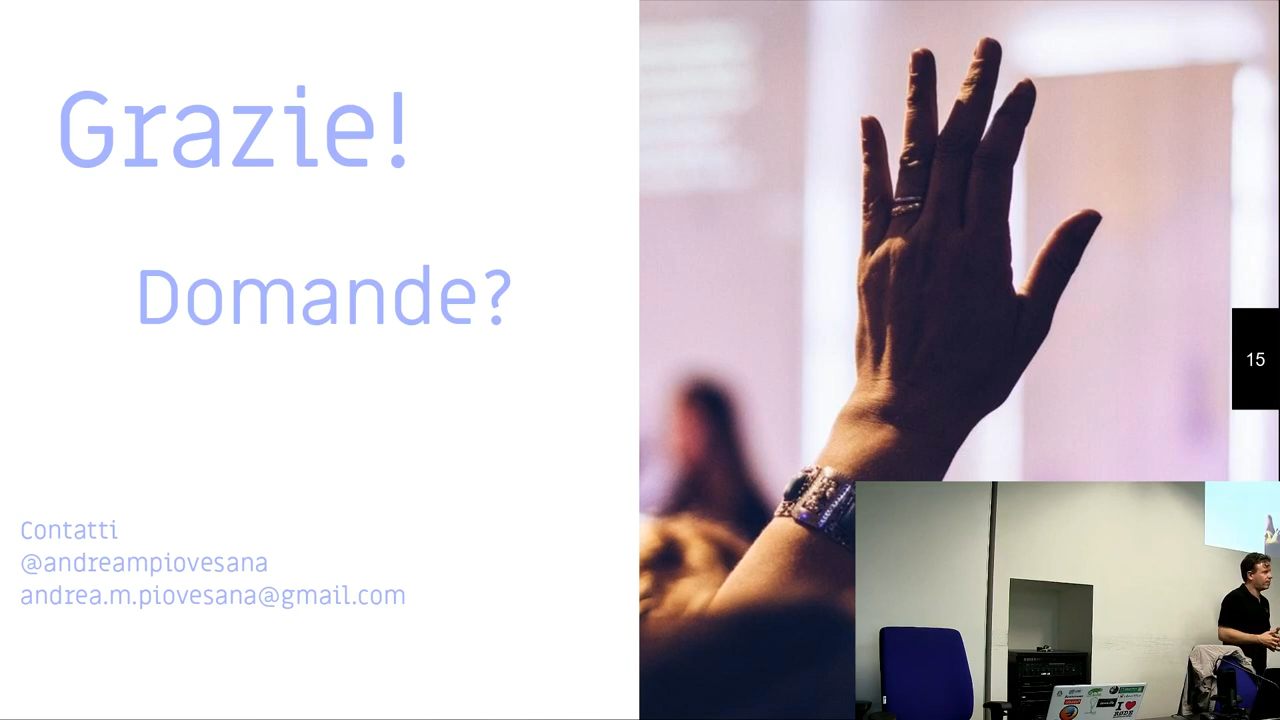 Grazie!
Domande?
Contatti
@andreampiovesana
andrea.m.piovesana@gmail.com
15
I ♥